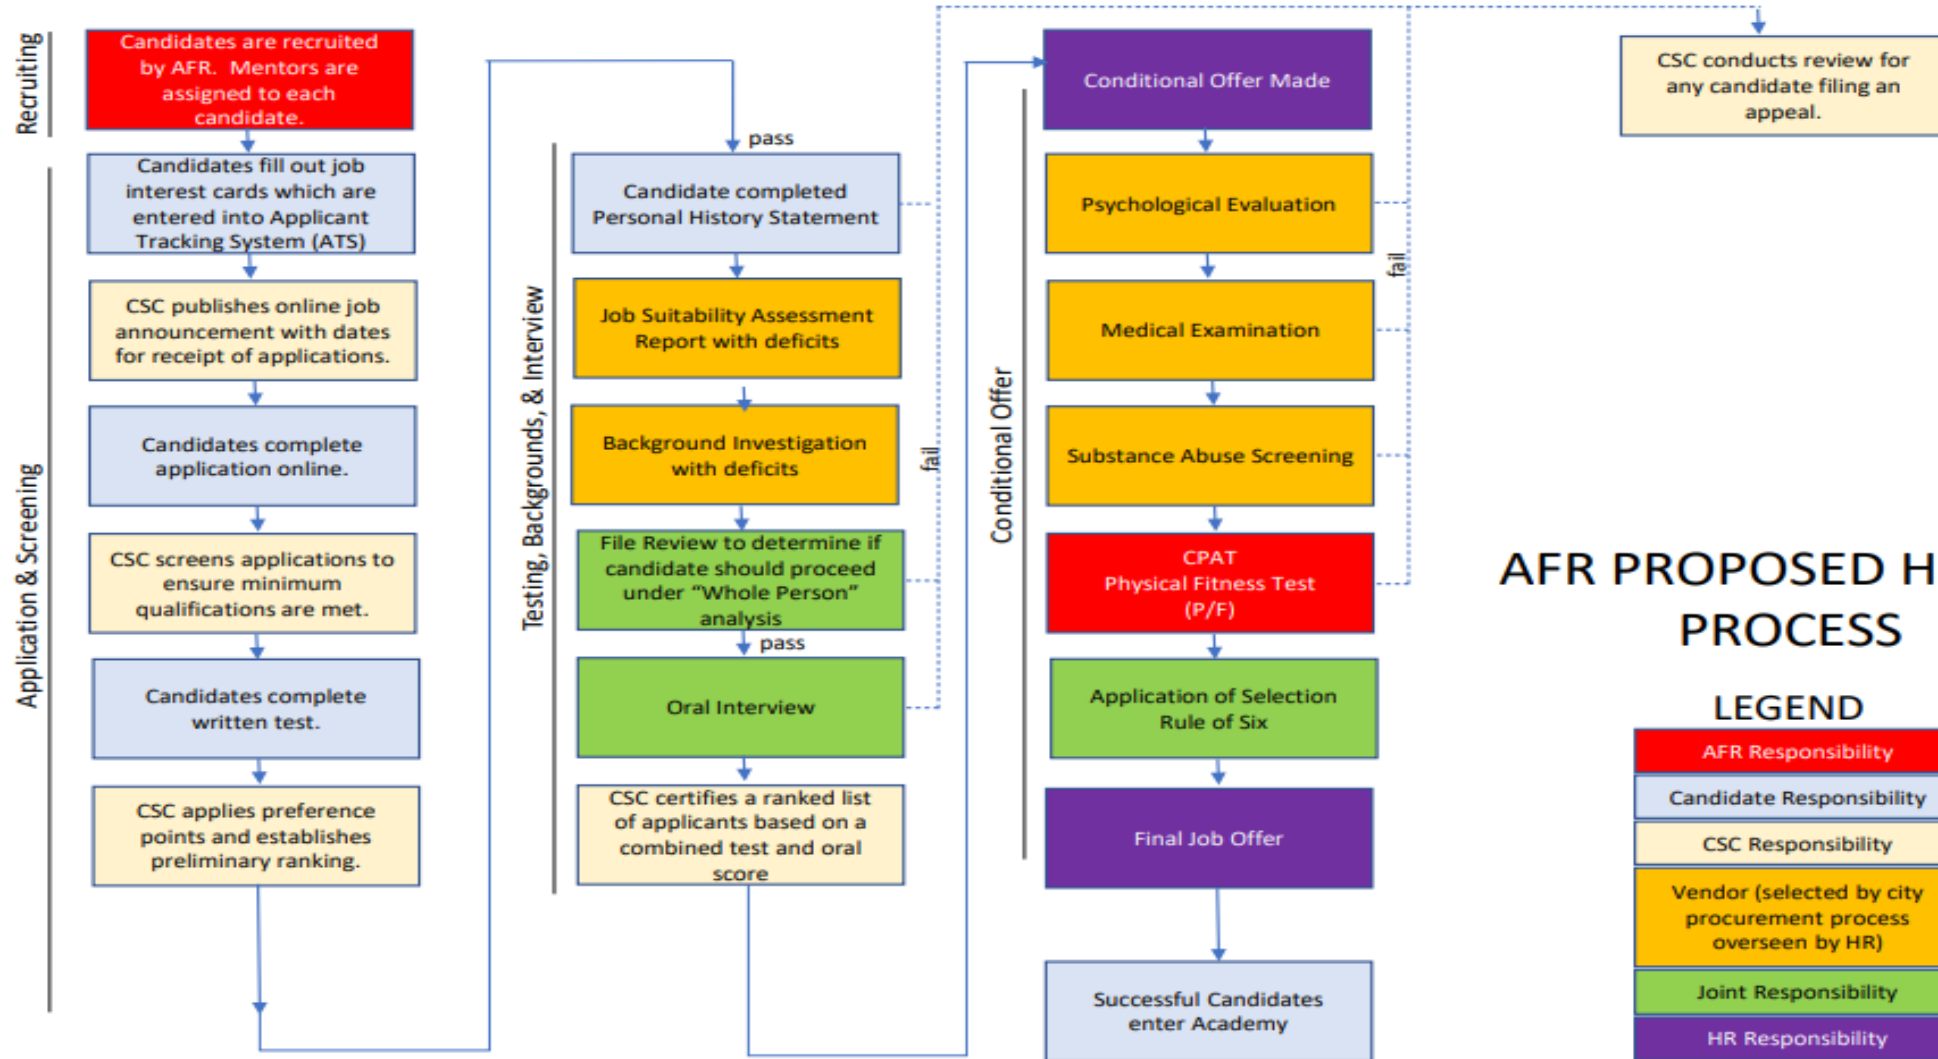 Recruiting
Candidates are recruited
by AFR. Mentors are
assigned to each
candidate.
Application & Screening
Candidates fill out job
interest cards which are
entered into Applicant
Tracking System (ATS)
CSC publishes online job
announcement with dates
for receipt of applications.
Candidates complete
application online.
CSC screens applications to
ensure minimum
qualifications are met.
Candidates complete
written test.
CSC applies preference
points and establishes
preliminary ranking.
Testing, Backgrounds, & Interview
pass
Candidate completed
Personal History Statement
Job Suitability Assessment
Report with deficits
Background Investigation
with deficits
File Review to determine if
candidate should proceed
under “Whole Person”
analysis
pass
Oral Interview
CSC certifies a ranked list
of applicants based on a
combined test and oral
score
fail
Conditional Offer
Conditional Offer Made
Psychological Evaluation
Medical Examination
Substance Abuse Screening
CPAT
Physical Fitness Test
(P/F)
Application of Selection
Rule of Six
Final Job Offer
Successful Candidates
enter Academy
fail
CSC conducts review for
any candidate filing an
appeal.
AFR PROPOSED H
PROCESS
LEGEND
AFR Responsibility
Candidate Responsibility
CSC Responsibility
Vendor (selected by city
procurement process
overseen by HR)
Joint Responsibility
HR Responsibility